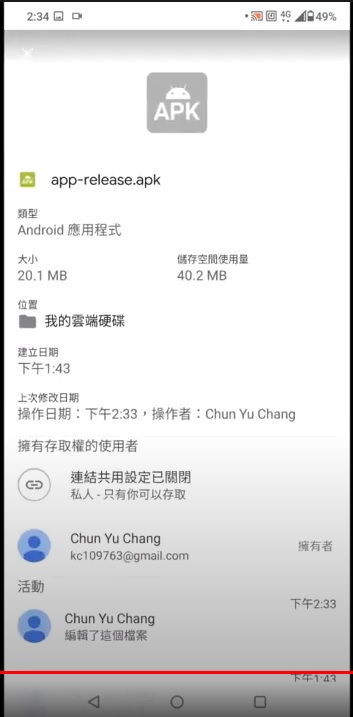 2:34
4G
49%
APK
APK
app-release.apk
類型
Android 應用程式
大小
20.1 MB
儲存空間使用量
40.2 MB
位置
我的雲端硬碟
建立日期
下午1:43
上次修改日期
操作日期：下午2:33，操作者：Chun Yu Chang
擁有存取權的使用者
連結共用設定已關閉
私人 - 只有你可以存取
Chun Yu Chang
kc109763@gmail.com
擁有者
活動
下午2:33
Chun Yu Chang
編輯了這個檔案
下午1:43